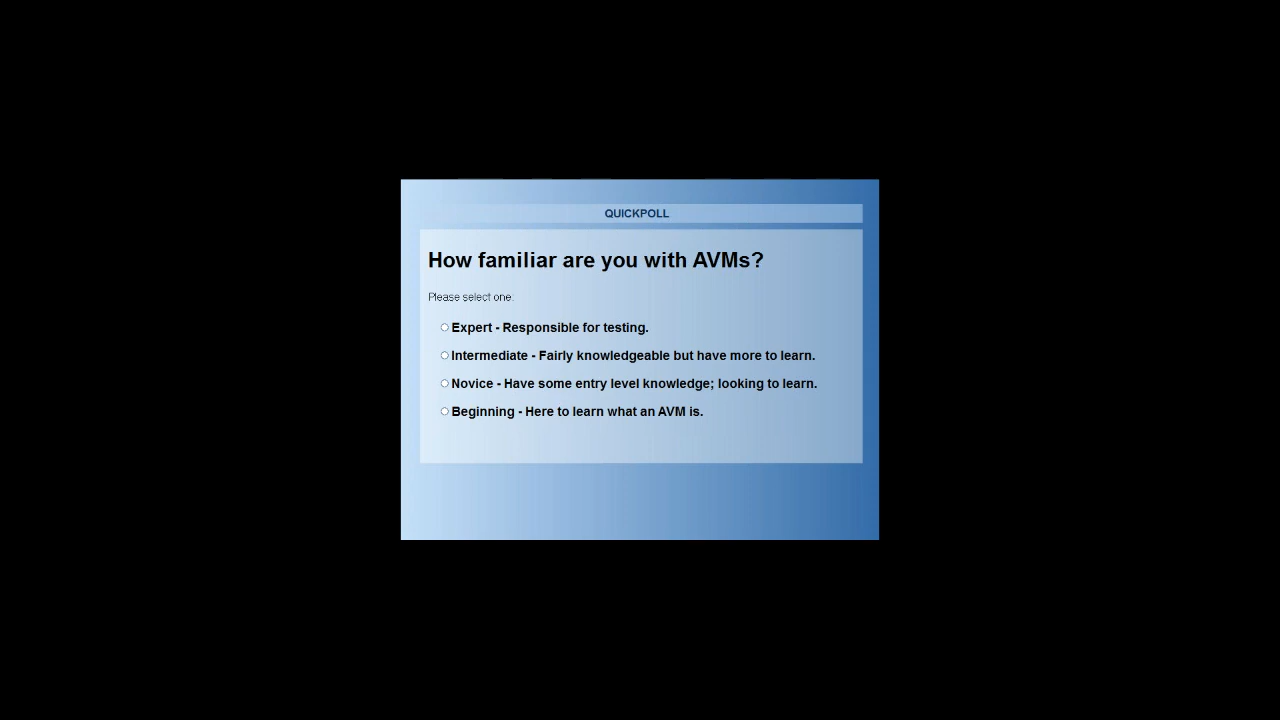 QUICKPOLL
How familiar are you with AVMs?
Please select one.
Expert - Responsible for testing.
Intermediate - Fairly knowledgeable but have more to learn.
Novice - Have some entry level knowledge; looking to learn.
Beginning - Here to learn what an AVM is.